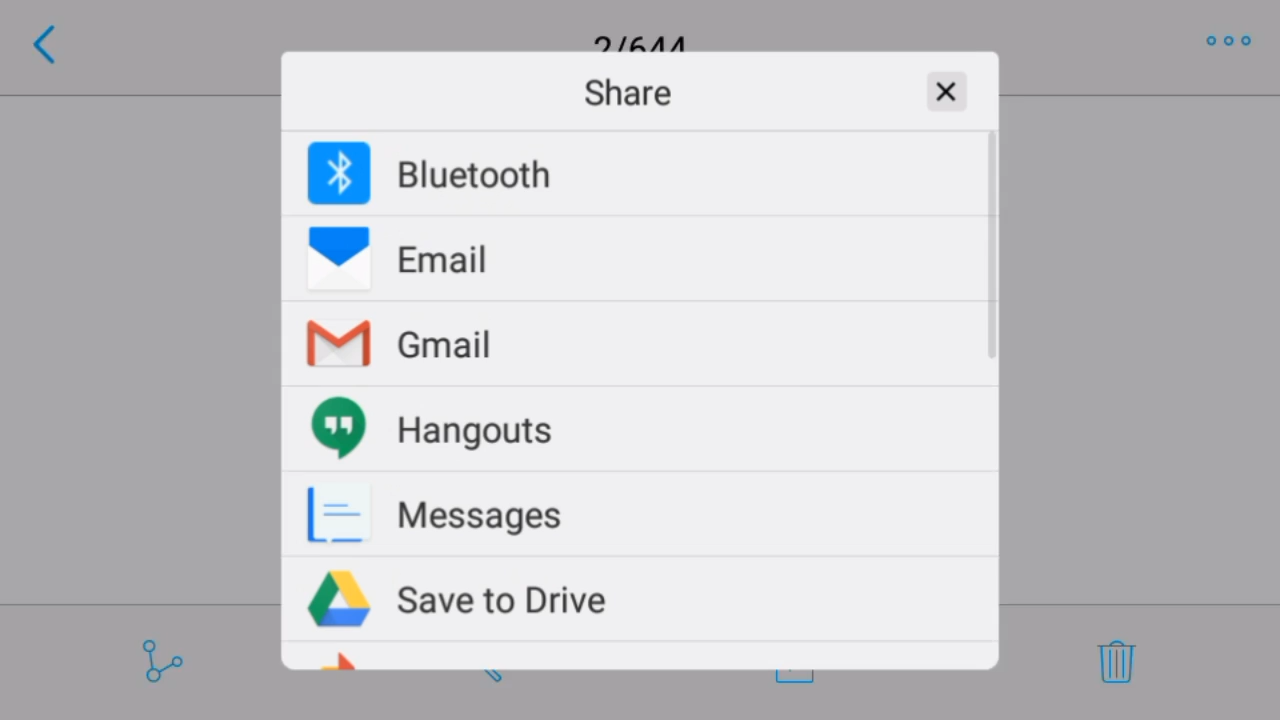 2/644
Share
Bluetooth
Email
Gmail
Hangouts
Messages
Save to Drive